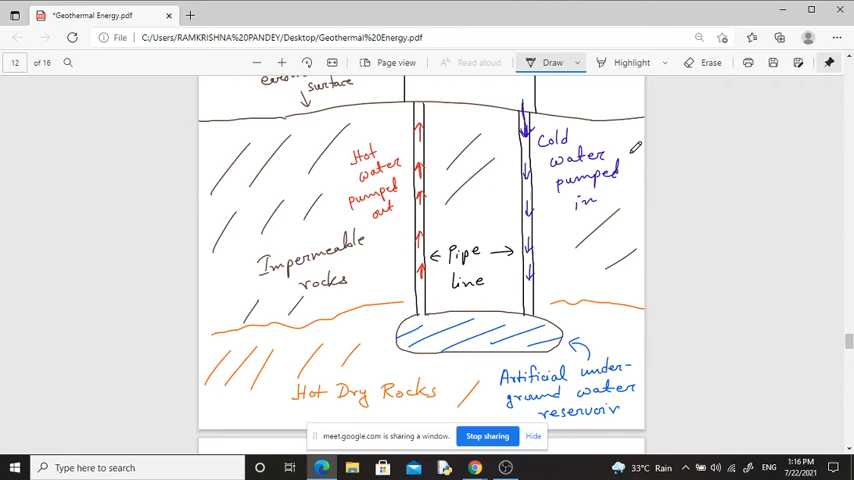 *Geothermal Energy.pdf
File
C:/Users/RAMKRISHNA%20PANDEY/Desktop/Geothermal%20Energy.pdf
12 of 16
Page view
Read aloud
Draw
Highlight
Erase
surface
Hot
water
pumped
out
Cold
water
pumped
in
Impermeable
rocks
Pipe
line
Hot Dry Rocks
Artificial under-
ground water
reservoir
meet.google.com is sharing a window.
Stop sharing
Hide
Type here to search
33°C Rain
ENG
1:16 PM
7/22/2021